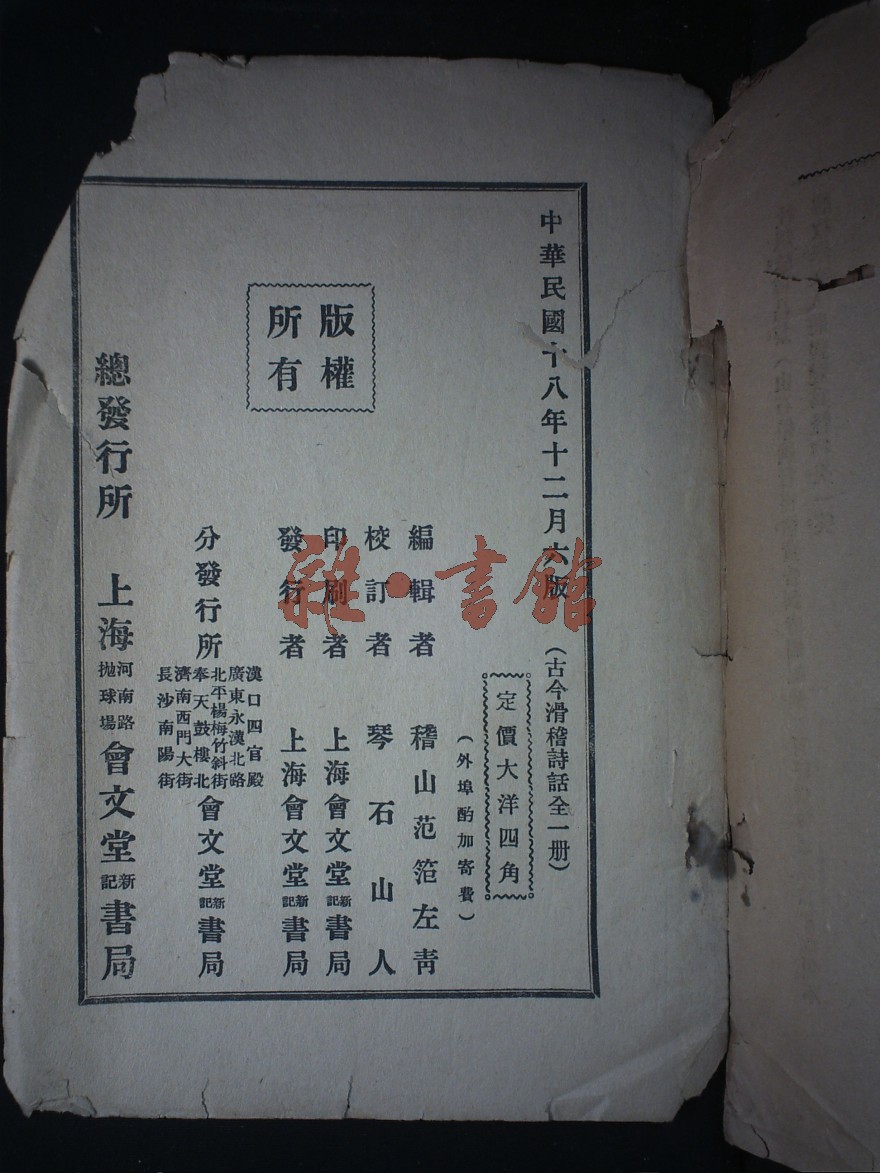 中華民國十八年十二月六版
(古今滑稽詩話全一册)
定價大洋四角
(外埠酌加寄費)
編輯者 稽山范笵左青
校訂者 琴石山人
印刷者 上海會文堂新記書局
發行者 上海會文堂新記書局
版權
所有
分發行所
漢口四官殿
廣東永漢北路
北平楊梅竹斜街
奉天鼓樓北
濟南西門大街
長沙南陽街
會文堂新記書局
總發行所 上海
河南路
拋球場
會文堂新記書局
雜·書館